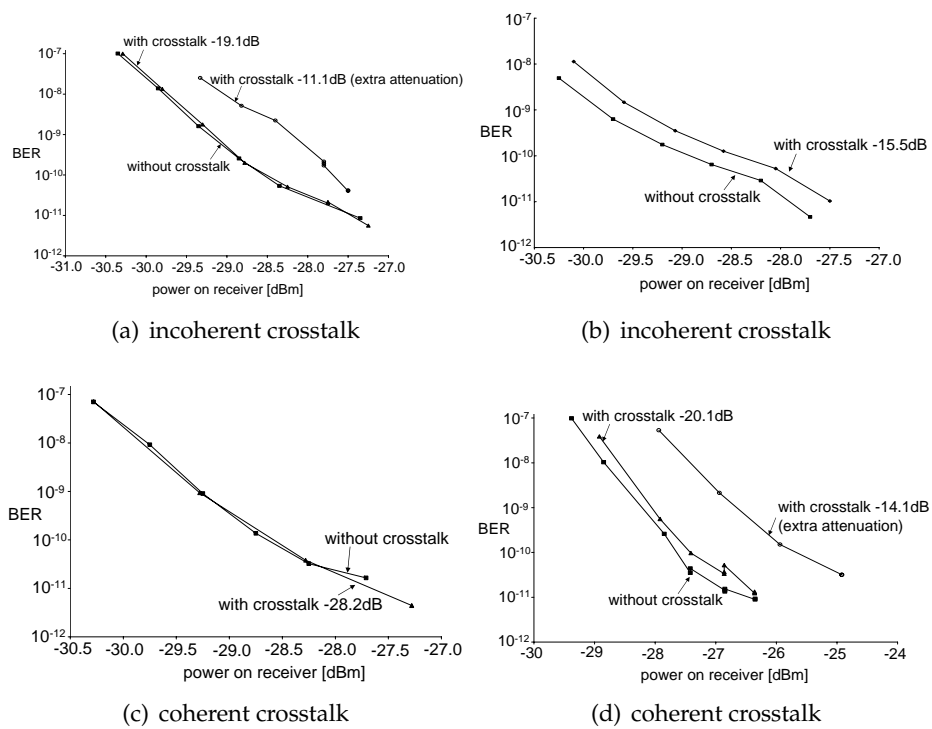 with crosstalk -19.1dB
10-7
with crosstalk -11.1dB (extra attenuation)
10-8
10-9
BER
without crosstalk
10-10
10-11
10-12
-31.0 -30.5 -30.0 -29.5 -29.0 -28.5 -28.0 -27.5 -27.0
power on receiver [dBm]
(a) incoherent crosstalk
10-7
10-8
10-9
BER
with crosstalk -15.5dB
10-10
without crosstalk
10-11
10-12
-30.5 -30.0 -29.5 -29.0 -28.5 -28.0 -27.5 -27.0
power on receiver [dBm]
(b) incoherent crosstalk
10-7
10-8
10-9
BER
without crosstalk
10-10
10-11
with crosstalk -28.2dB
10-12
-30.5 -30.0 -29.5 -29.0 -28.5 -28.0 -27.5 -27.0
power on receiver [dBm]
(c) coherent crosstalk
10-7
with crosstalk -20.1dB
10-8
10-9
with crosstalk -14.1dB
(extra attenuation)
BER
10-10
without crosstalk
10-11
10-12
-30 -29 -28 -27 -26 -25 -24
power on receiver [dBm]
(d) coherent crosstalk